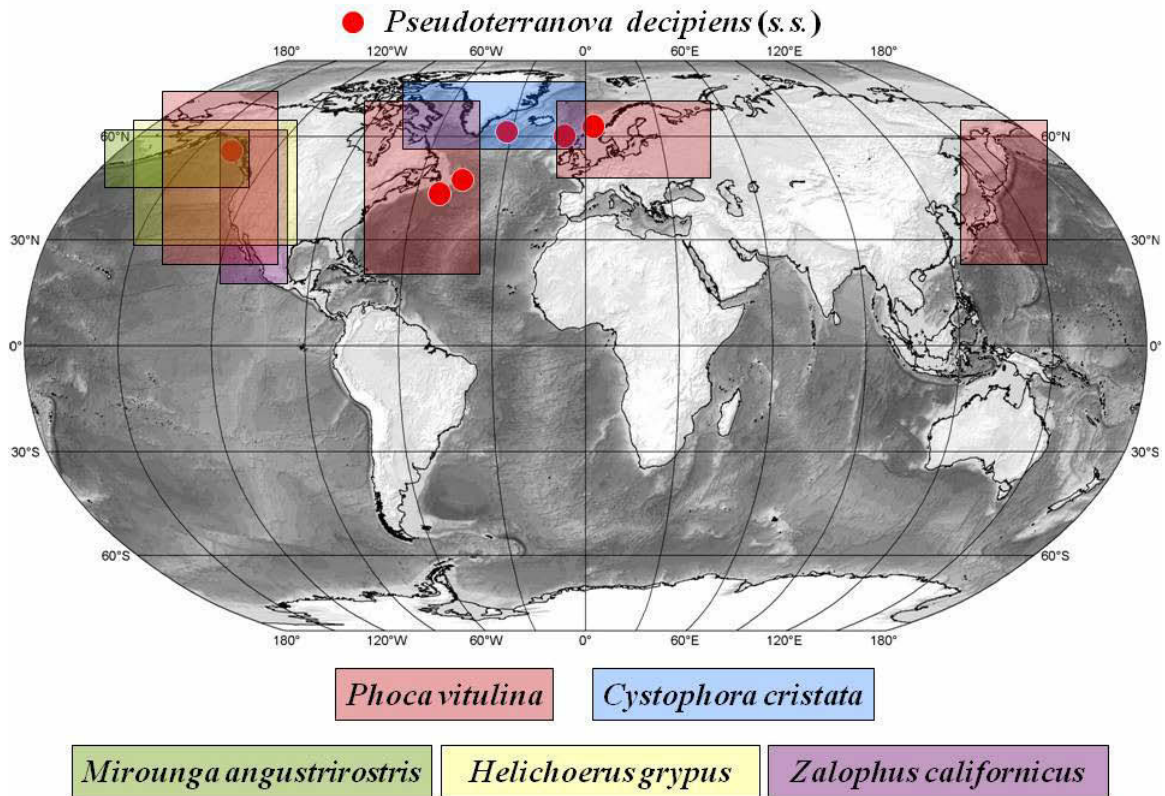 Pseudoterranova decipiens (s.s.)
180° 120°W 60°W 0° 60°E 120°E 180°
60°N 60°N
30°N 30°N
0° 0°
30°S 30°S
60°S 60°S
180° 120°W 60°W 0° 60°E 120°E 180°
Phoca vitulina Cystophora cristata
Mirounga angustrirostris Helichoerus grypus Zalophus californicus